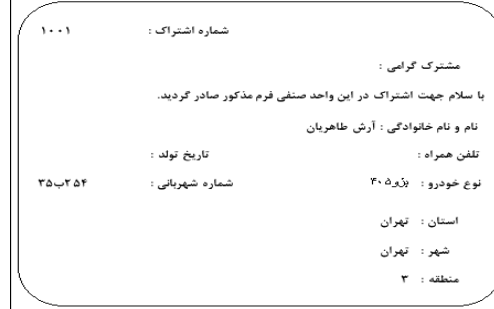 شماره اشتراک : ۱۰۰۱
مشترک گرامی :
با سلام جهت اشتراک در این واحد صنفی فرم مذکور صادر گردید.
نام و نام خانوادگی : آرش طاهریان
تلفن همراه : تاریخ تولد :
نوع خودرو : پژو۴۰۵ شماره شهربانی : ۲۵۴ب۳۵
استان : تهران
شهر : تهران
منطقه : ۳